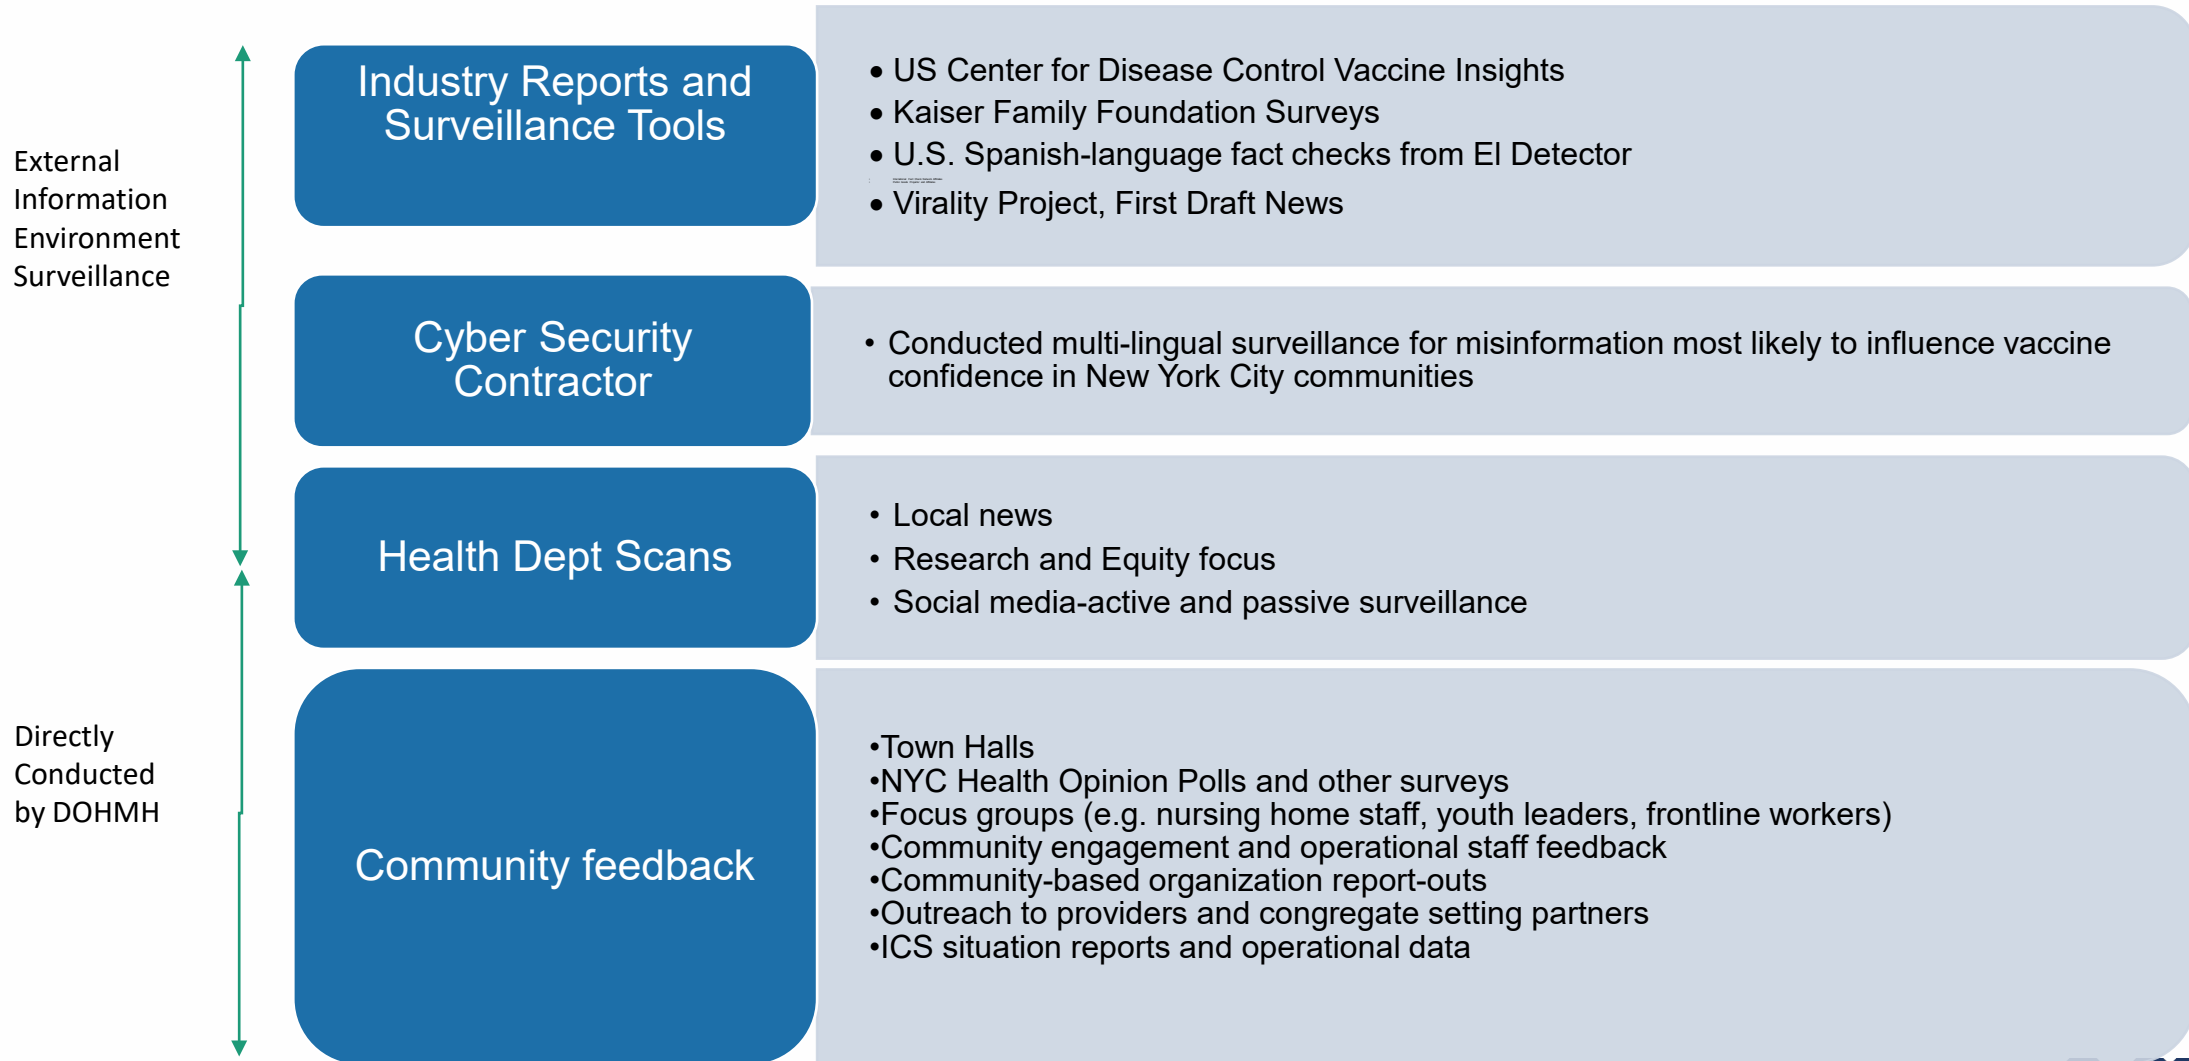 External
Information
Environment
Surveillance
Industry Reports and
Surveillance Tools
• US Center for Disease Control Vaccine Insights
• Kaiser Family Foundation Surveys
• U.S. Spanish-language fact checks from El Detector
• Virality Project, First Draft News
Cyber Security
Contractor
• Conducted multi-lingual surveillance for misinformation most likely to influence vaccine
confidence in New York City communities
Health Dept Scans
• Local news
• Research and Equity focus
• Social media-active and passive surveillance
Directly
Conducted
by DOHMH
Community feedback
•Town Halls
•NYC Health Opinion Polls and other surveys
•Focus groups (e.g. nursing home staff, youth leaders, frontline workers)
•Community engagement and operational staff feedback
•Community-based organization report-outs
•Outreach to providers and congregate setting partners
•ICS situation reports and operational data